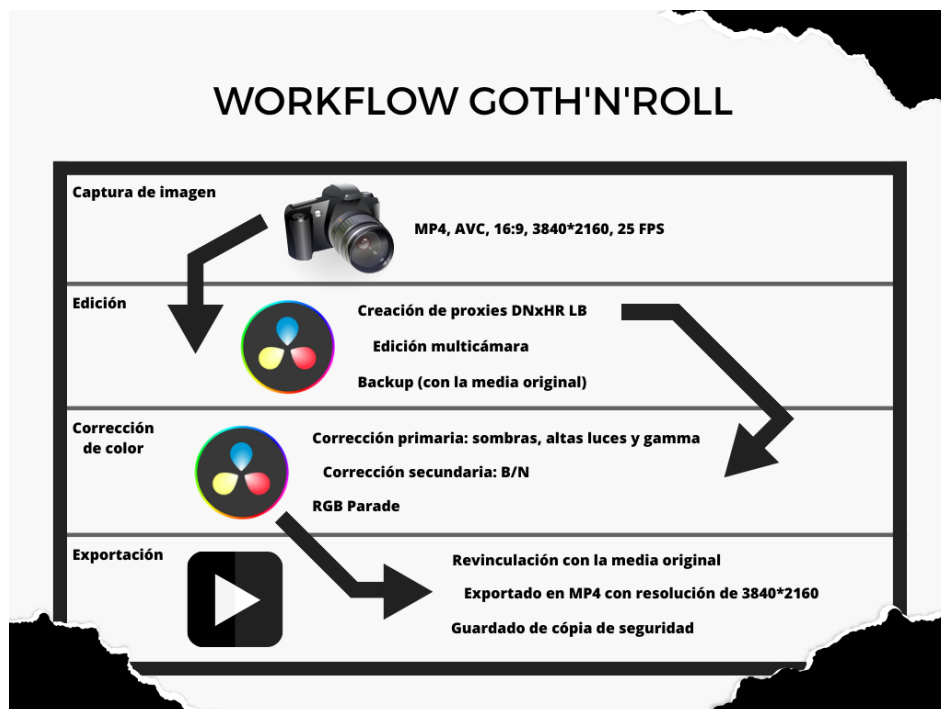 WORKFLOW GOTH'N'ROLL
Captura de imagen
MP4, AVC, 16:9, 3840*2160, 25 FPS
Edición
Creación de proxies DNxHR LB
Edición multicámara
Backup (con la media original)
Corrección
de color
Corrección primaria: sombras, altas luces y gamma
Corrección secundaria: B/N
RGB Parade
Exportación
Revinculación con la media original
Exportado en MP4 con resolución de 3840*2160
Guardado de cópia de seguridad